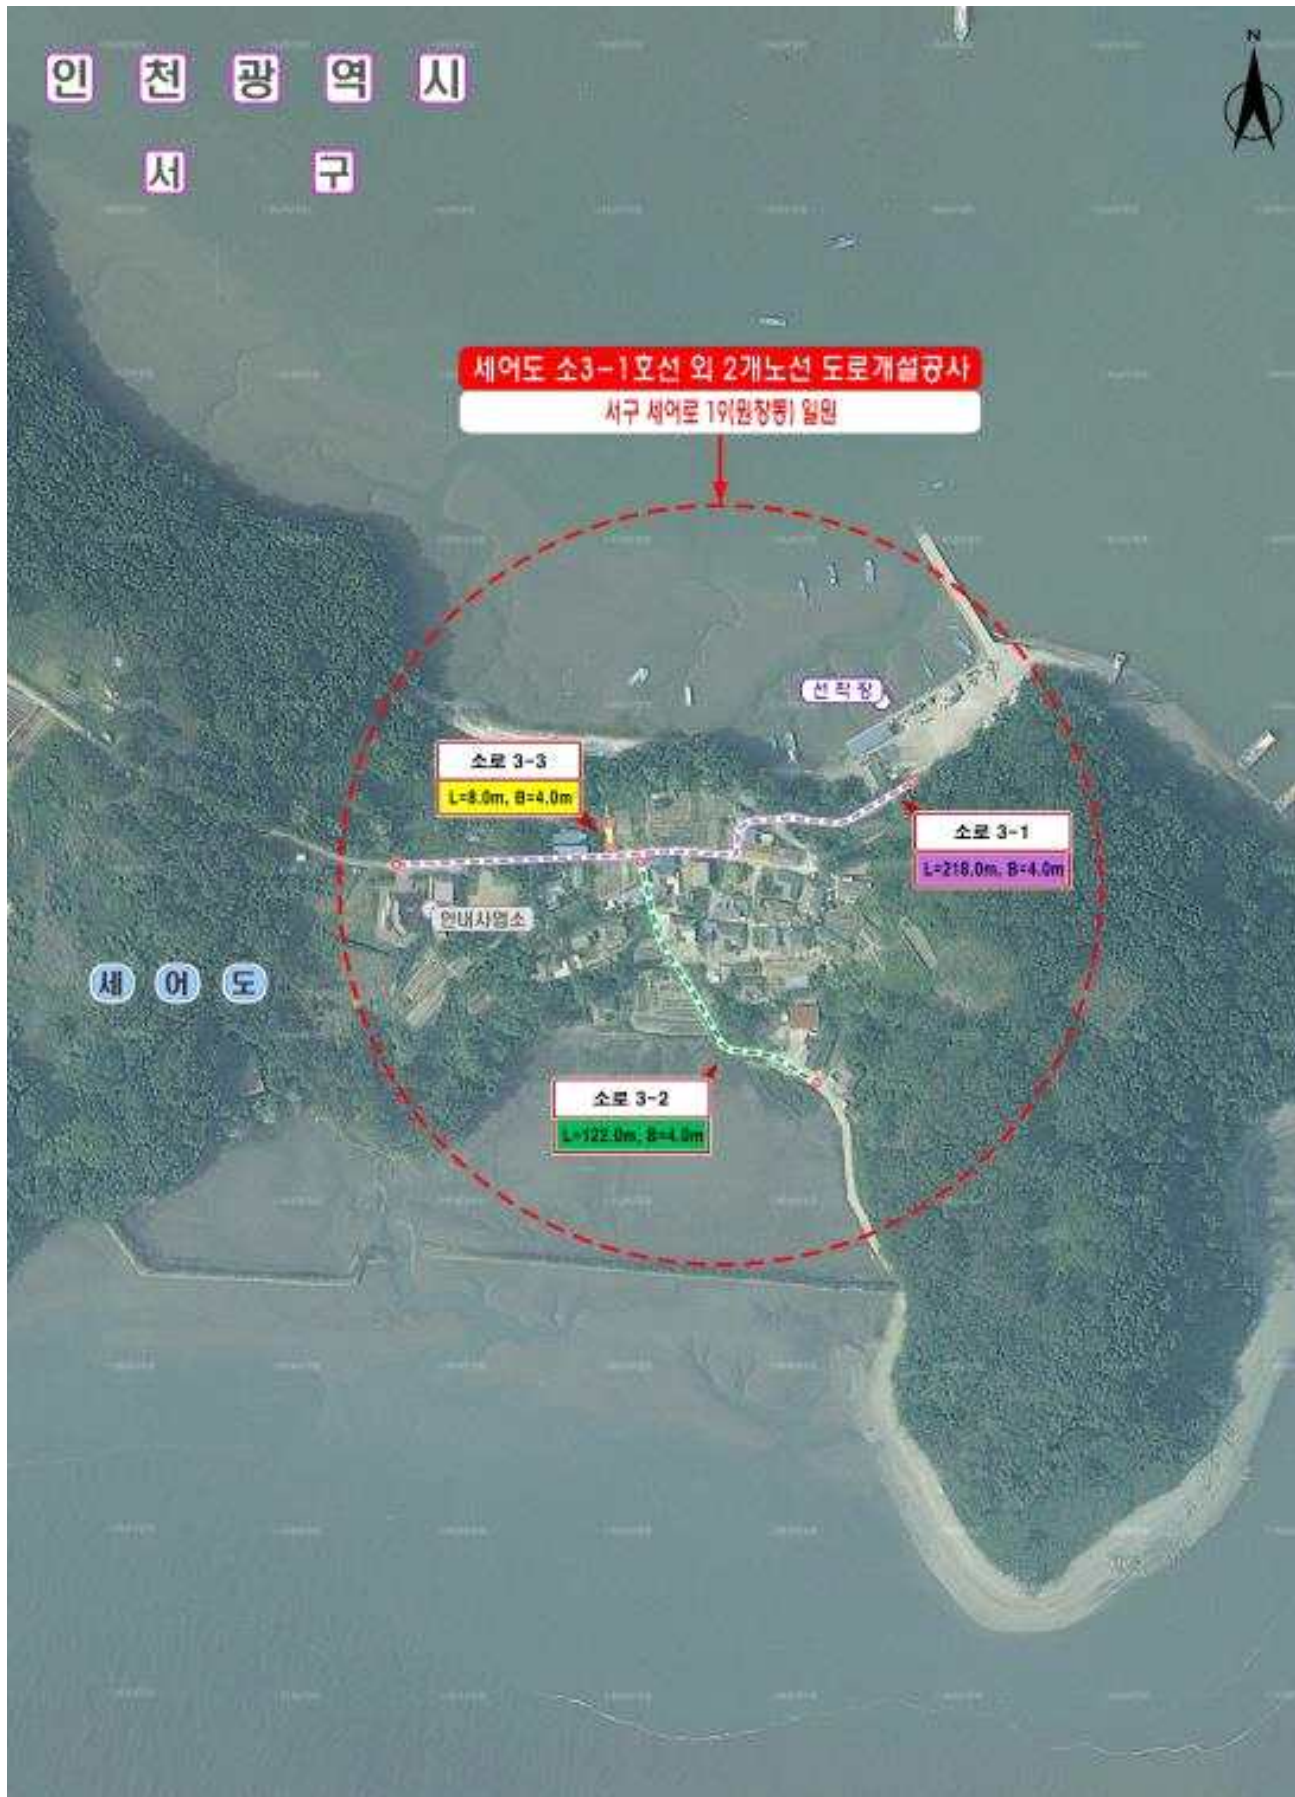 인 천 광 역 시
서 구
N
세어도 소3-1호선 외 2개노선 도로개설공사
서구 세어로 19(원창동) 일원
선착장
소로 3-3
L=8.0m, B=4.0m
소로 3-1
L=218.0m, B=4.0m
안내사염소
세 어 도
소로 3-2
L=122.0m, B=4.0m